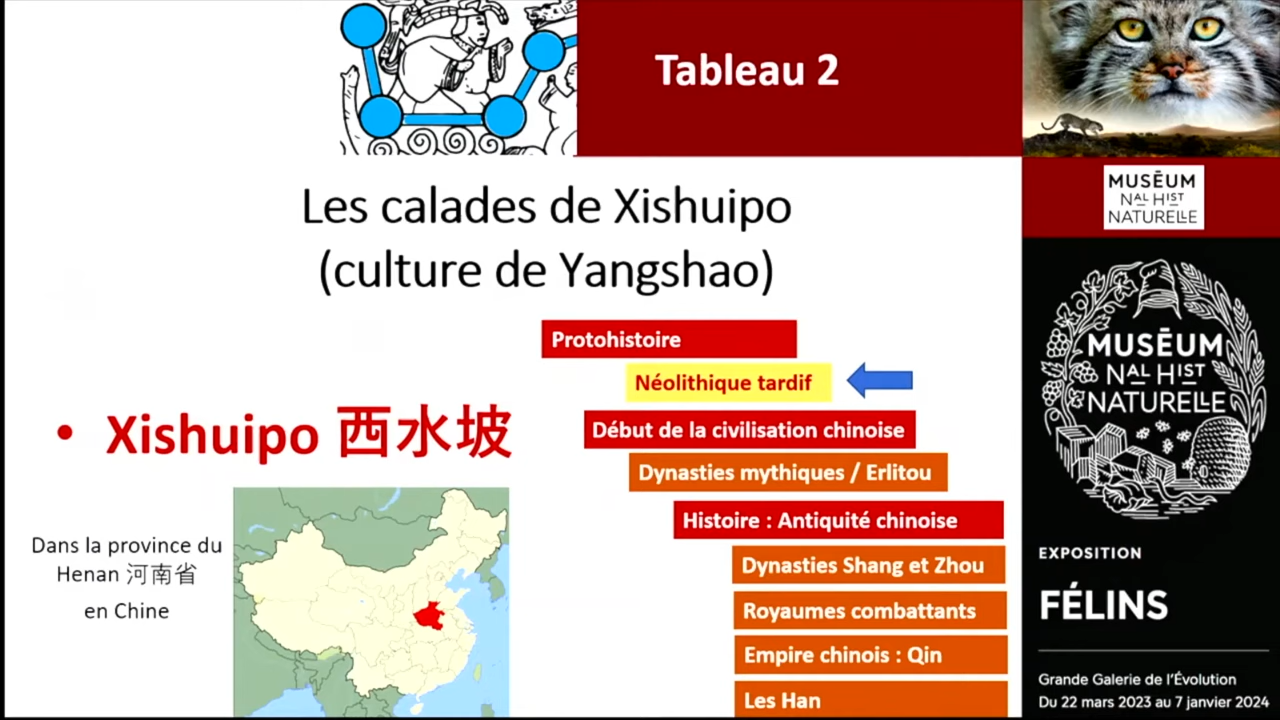 Tableau 2
Les calades de Xishuipo
(culture de Yangshao)
• Xishuipo 西水坡
Dans la province du
Henan 河南省
en Chine
Protohistoire
Néolithique tardif
Début de la civilisation chinoise
Dynasties mythiques / Erlitou
Histoire : Antiquité chinoise
Dynasties Shang et Zhou
Royaumes combattants
Empire chinois : Qin
Les Han
MUSĒUM
NAL HIST
NATURELLE
MUSĒUM
NAL HIST
NATURELLE
EXPOSITION
FÉLINS
Grande Galerie de l’Évolution
Du 22 mars 2023 au 7 janvier 2024